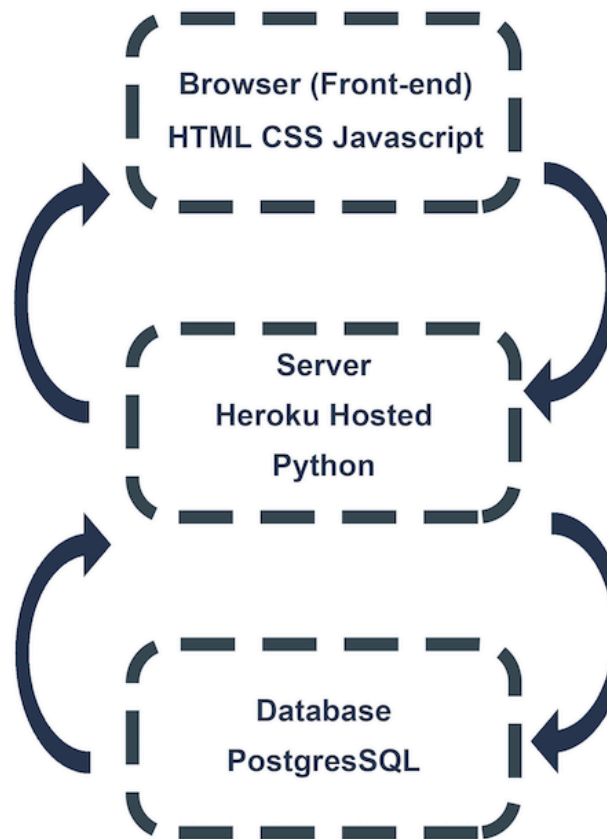 Browser (Front-end)
HTML CSS Javascript
Server
Heroku Hosted
Python
Database
PostgresSQL